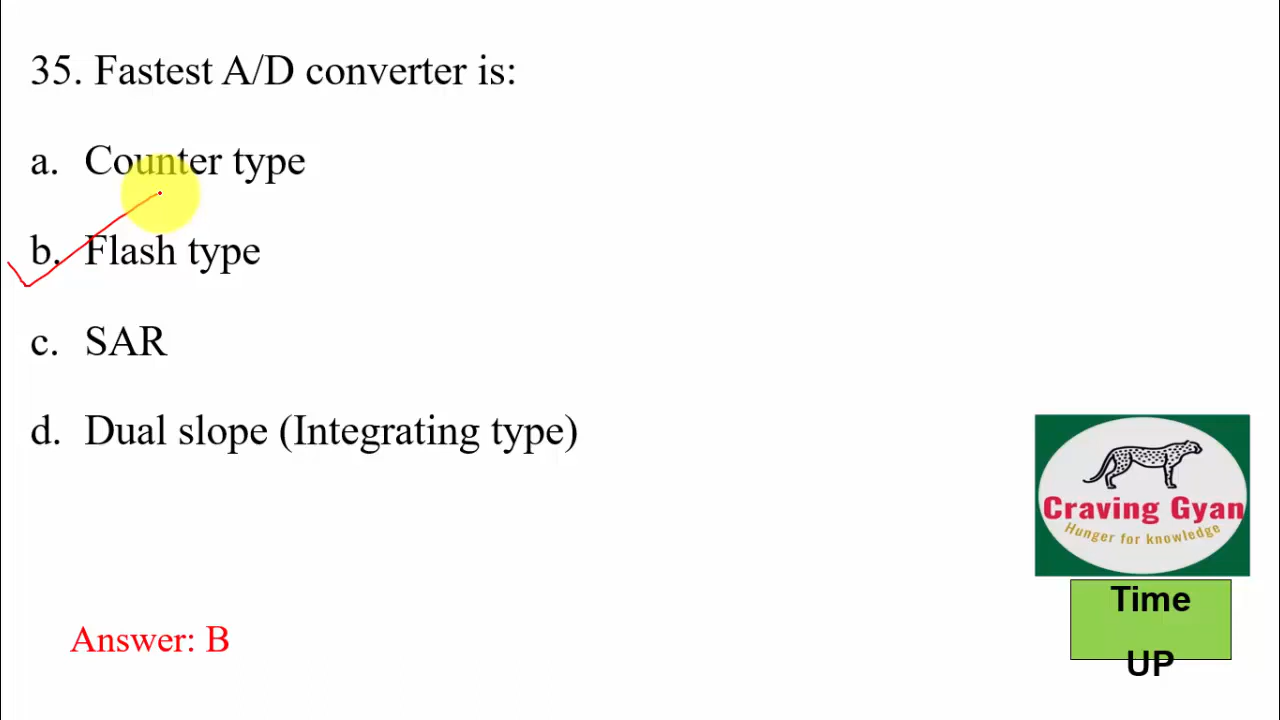 35. Fastest A/D converter is:
a. Counter type
b. Flash type
c. SAR
d. Dual slope (Integrating type)
Craving Gyan
Hunger for knowledge
Time
UP
Answer: B